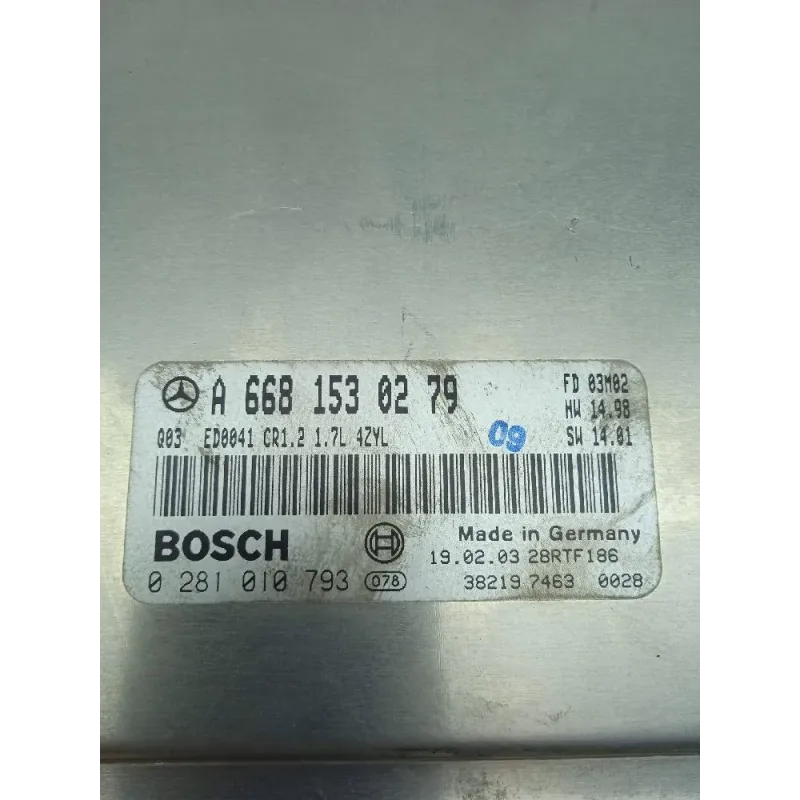 A 668 153 02 79
FD 03M02
HW 14.98
Q03 ED0041 CR1.2 1.7L 4ZYL
09
SW 14.01
BOSCH
Made in Germany
19.02.03 28RTF186
0 281 010 793 078
38219 7463 0028